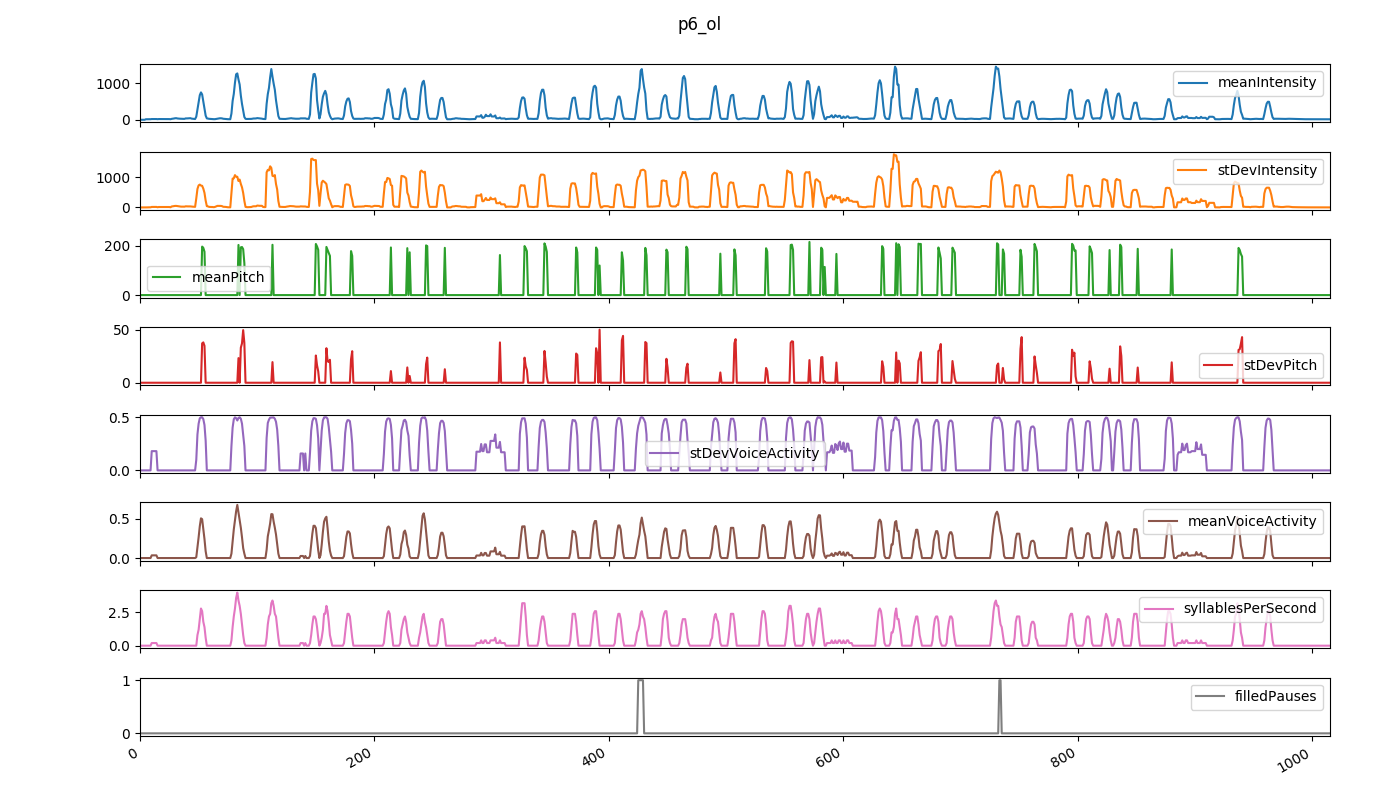 p6_ol
1000
0
meanIntensity
1000
0
stDevIntensity
200
0
meanPitch
50
0
stDevPitch
0.5
0.0
stDevVoiceActivity
0.5
0.0
meanVoiceActivity
2.5
0.0
syllablesPerSecond
1
0
filledPauses
0 200 400 600 800 1000